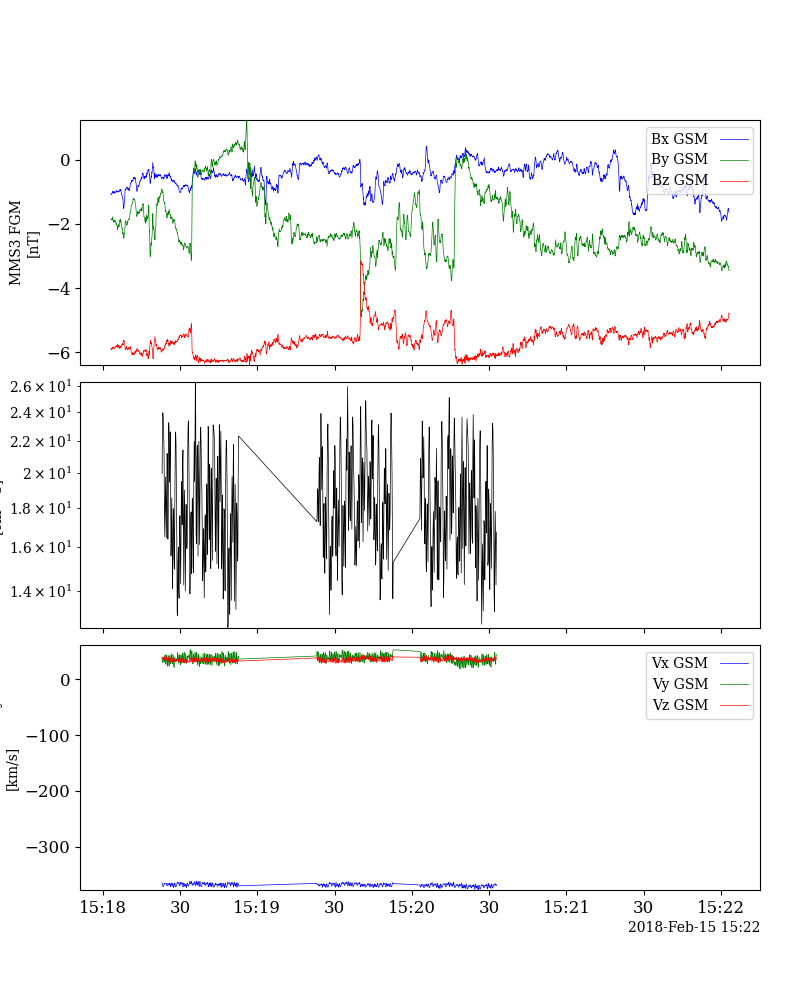 MMS3 FGM
[nT]
0
−2
−4
−6
Bx GSM
By GSM
Bz GSM
2.6 × 10¹
2.4 × 10¹
2.2 × 10¹
2 × 10¹
1.8 × 10¹
1.6 × 10¹
1.4 × 10¹
[km/s]
0
−100
−200
−300
Vx GSM
Vy GSM
Vz GSM
15:18 30 15:19 30 15:20 30 15:21 30 15:22
2018-Feb-15 15:22